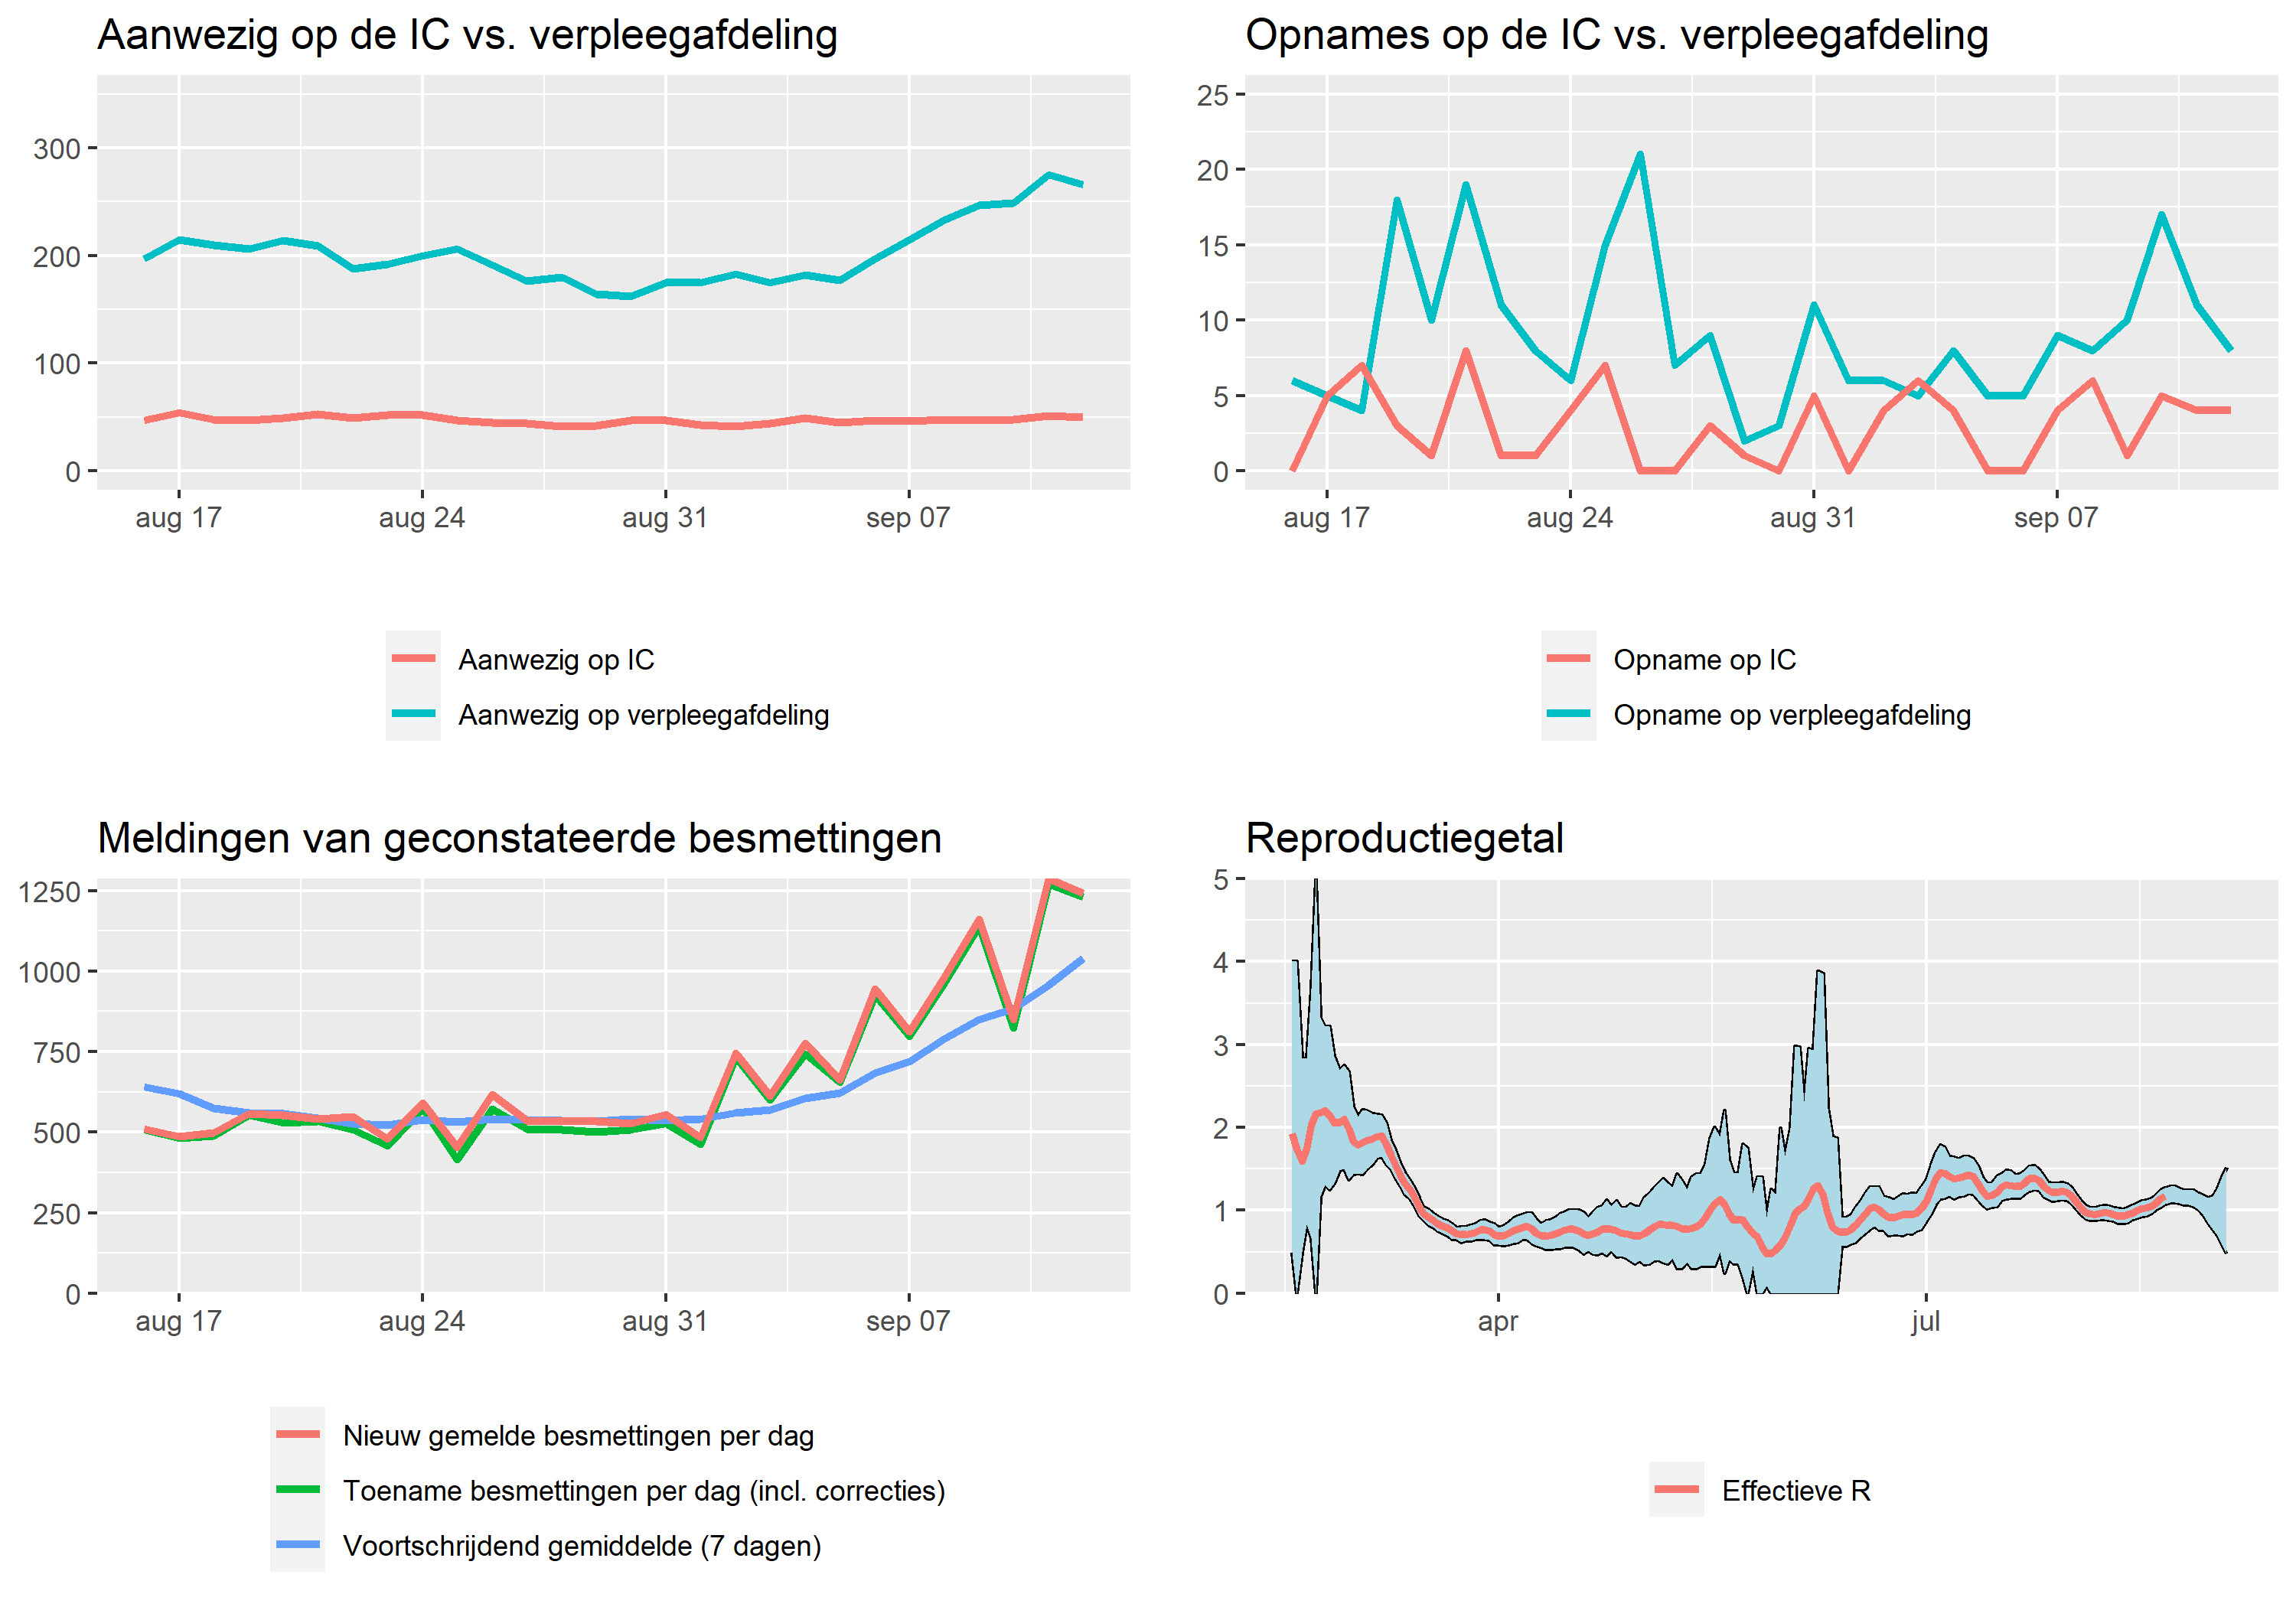 Aanwezig op de IC vs. verpleegafdeling
300
200
100
0
aug 17 aug 24 aug 31 sep 07
Aanwezig op IC
Aanwezig op verpleegafdeling
Opnames op de IC vs. verpleegafdeling
25
20
15
10
5
0
aug 17 aug 24 aug 31 sep 07
Opname op IC
Opname op verpleegafdeling
Meldingen van geconstateerde besmettingen
1250
1000
750
500
250
0
aug 17 aug 24 aug 31 sep 07
Nieuw gemelde besmettingen per dag
Toename besmettingen per dag (incl. correcties)
Voortschrijdend gemiddelde (7 dagen)
Reproductiegetal
5
4
3
2
1
0
apr jul
Effectieve R